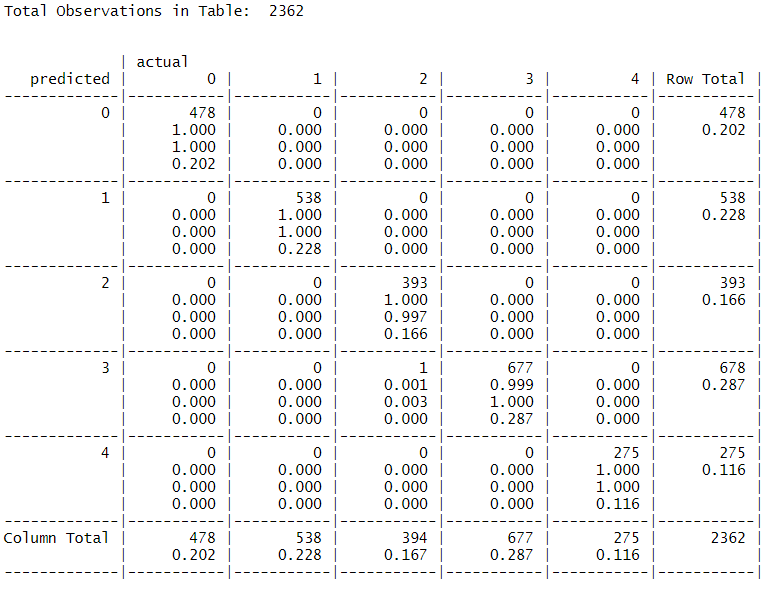 Total Observations in Table:  2362
             | actual
   predicted |         0 |         1 |         2 |         3 |         4 | Row Total |
-------------|-----------|-----------|-----------|-----------|-----------|-----------|
           0 |       478 |         0 |         0 |         0 |         0 |       478 |
             |     1.000 |     0.000 |     0.000 |     0.000 |     0.000 |     0.202 |
             |     1.000 |     0.000 |     0.000 |     0.000 |     0.000 |           |
             |     0.202 |     0.000 |     0.000 |     0.000 |     0.000 |           |
-------------|-----------|-----------|-----------|-----------|-----------|-----------|
           1 |         0 |       538 |         0 |         0 |         0 |       538 |
             |     0.000 |     1.000 |     0.000 |     0.000 |     0.000 |     0.228 |
             |     0.000 |     1.000 |     0.000 |     0.000 |     0.000 |           |
             |     0.000 |     0.228 |     0.000 |     0.000 |     0.000 |           |
-------------|-----------|-----------|-----------|-----------|-----------|-----------|
           2 |         0 |         0 |       393 |         0 |         0 |       393 |
             |     0.000 |     0.000 |     1.000 |     0.000 |     0.000 |     0.166 |
             |     0.000 |     0.000 |     0.997 |     0.000 |     0.000 |           |
             |     0.000 |     0.000 |     0.166 |     0.000 |     0.000 |           |
-------------|-----------|-----------|-----------|-----------|-----------|-----------|
           3 |         0 |         0 |         1 |       677 |         0 |       678 |
             |     0.000 |     0.000 |     0.001 |     0.999 |     0.000 |     0.287 |
             |     0.000 |     0.000 |     0.003 |     1.000 |     0.000 |           |
             |     0.000 |     0.000 |     0.000 |     0.287 |     0.000 |           |
-------------|-----------|-----------|-----------|-----------|-----------|-----------|
           4 |         0 |         0 |         0 |         0 |       275 |       275 |
             |     0.000 |     0.000 |     0.000 |     0.000 |     1.000 |     0.116 |
             |     0.000 |     0.000 |     0.000 |     0.000 |     1.000 |           |
             |     0.000 |     0.000 |     0.000 |     0.000 |     0.116 |           |
-------------|-----------|-----------|-----------|-----------|-----------|-----------|
Column Total |       478 |       538 |       394 |       677 |       275 |      2362 |
             |     0.202 |     0.228 |     0.167 |     0.287 |     0.116 |           |
-------------|-----------|-----------|-----------|-----------|-----------|-----------|